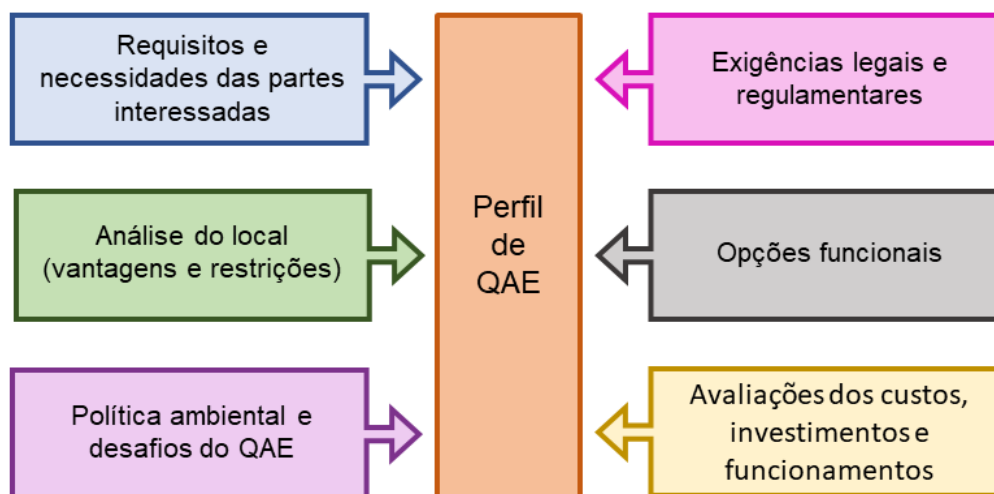 Requisitos e
necessidades das partes
interessadas
Análise do local
(vantagens e restrições)
Política ambiental e
desafios do QAE
Perfil
de
QAE
Exigências legais e
regulamentares
Opções funcionais
Avaliações dos custos,
investimentos e
funcionamentos